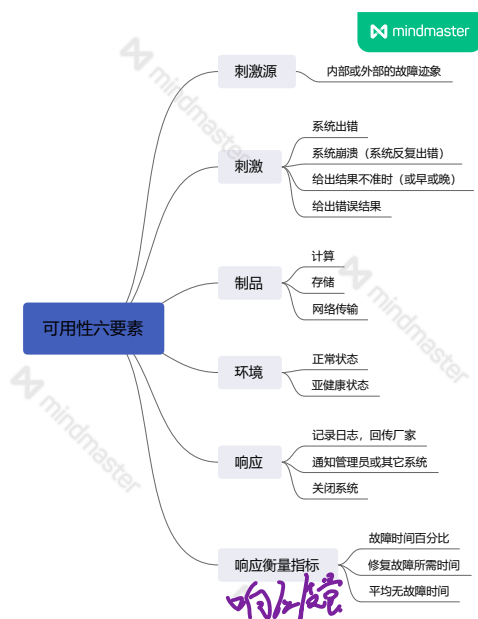 mindmaster
刺激源
内部或外部的故障迹象
刺激
系统出错
系统崩溃（系统反复出错）
给出结果不准时（或早或晚）
给出错误结果
制品
计算
存储
网络传输
可用性六要素
环境
正常状态
亚健康状态
响应
记录日志，回传厂家
通知管理员或其它系统
关闭系统
响应衡量指标
故障时间百分比
修复故障所需时间
平均无故障时间
mindmaster
mindmaster
mindmaster